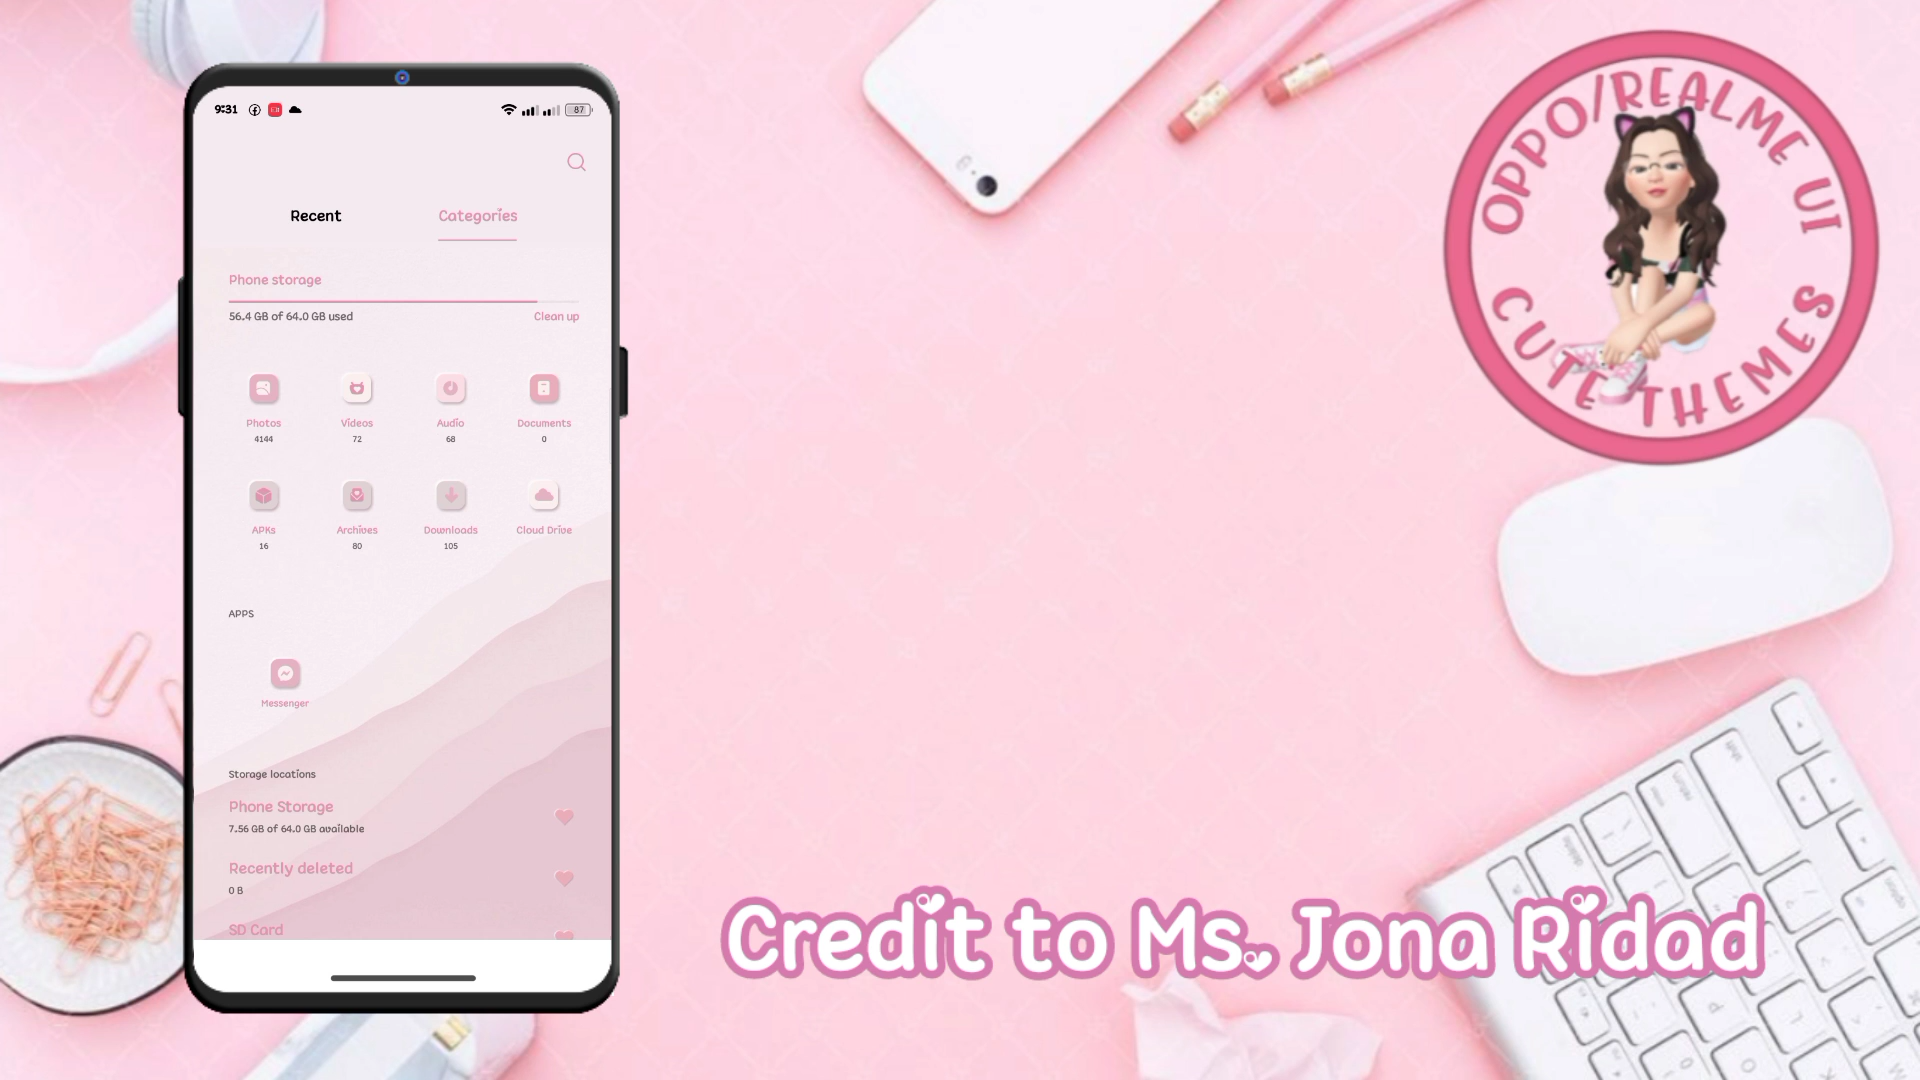 9:31
87
Recent Categories
Phone storage
56.4 GB of 64.0 GB used Clean up
Photos Videos Audio Documents
4144 72 68 0
APKs Archives Downloads Cloud Drive
16 80 105
APPS
Messenger
Storage locations
Phone Storage
7.56 GB of 64.0 GB available
Recently deleted
0 B
SD Card
OPPO/REALME UI
CUTE THEMES
Credit to Ms. Jona Ridad